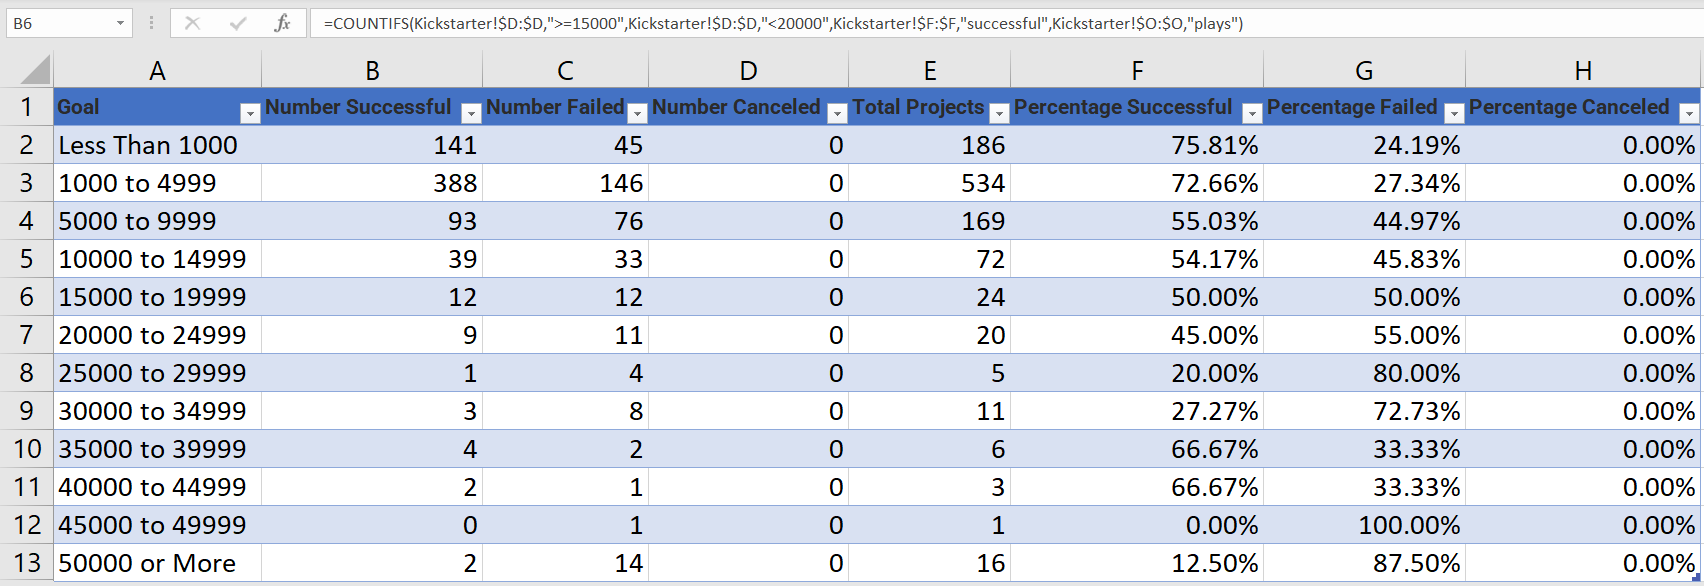 B6 fx =COUNTIFS(Kickstarter!$D:$D,">=15000",Kickstarter!$D:$D,"<20000",Kickstarter!$F:$F,"successful",Kickstarter!$O:$O,"plays")
A B C D E F G H
1 Goal Number Successful Number Failed Number Canceled Total Projects Percentage Successful Percentage Failed Percentage Canceled
2 Less Than 1000 141 45 0 186 75.81% 24.19% 0.00%
3 1000 to 4999 388 146 0 534 72.66% 27.34% 0.00%
4 5000 to 9999 93 76 0 169 55.03% 44.97% 0.00%
5 10000 to 14999 39 33 0 72 54.17% 45.83% 0.00%
6 15000 to 19999 12 12 0 24 50.00% 50.00% 0.00%
7 20000 to 24999 9 11 0 20 45.00% 55.00% 0.00%
8 25000 to 29999 1 4 0 5 20.00% 80.00% 0.00%
9 30000 to 34999 3 8 0 11 27.27% 72.73% 0.00%
10 35000 to 39999 4 2 0 6 66.67% 33.33% 0.00%
11 40000 to 44999 2 1 0 3 66.67% 33.33% 0.00%
12 45000 to 49999 0 1 0 1 0.00% 100.00% 0.00%
13 50000 or More 2 14 0 16 12.50% 87.50% 0.00%